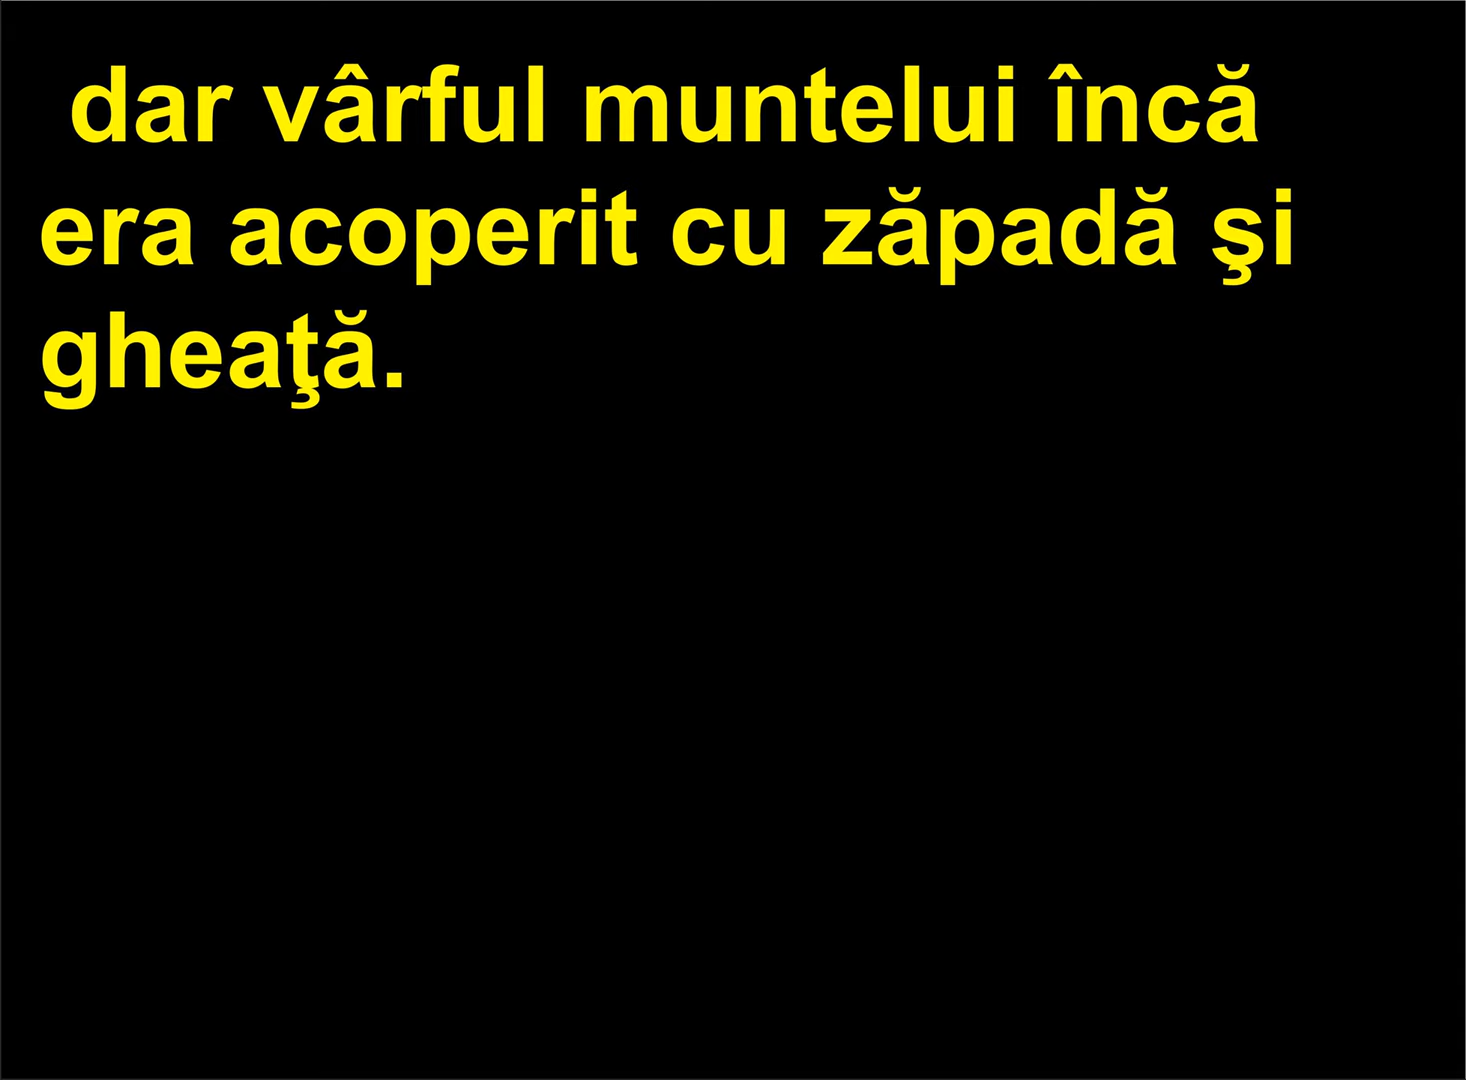 dar vârful muntelui încă
era acoperit cu zăpadă şi
gheaţă.